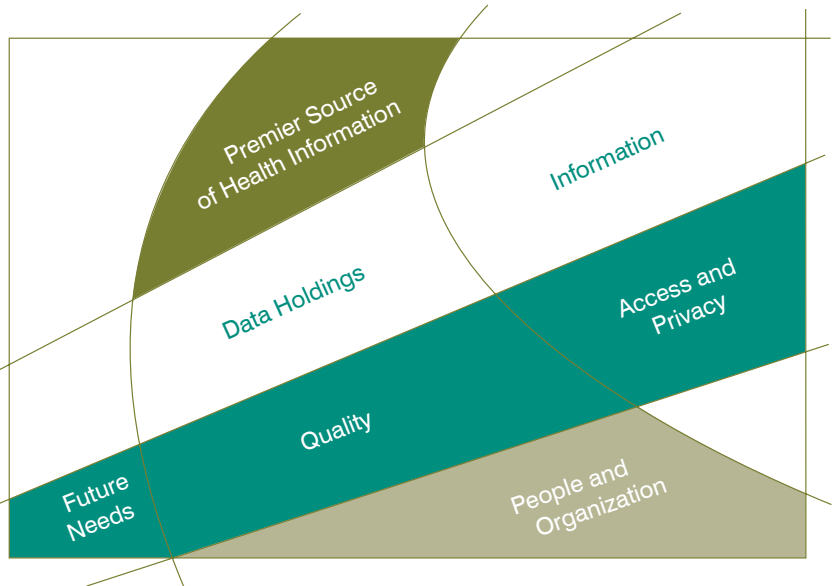 Premier Source
of Health Information
Information
Data Holdings
Access and
Privacy
Quality
Future
Needs
People and
Organization